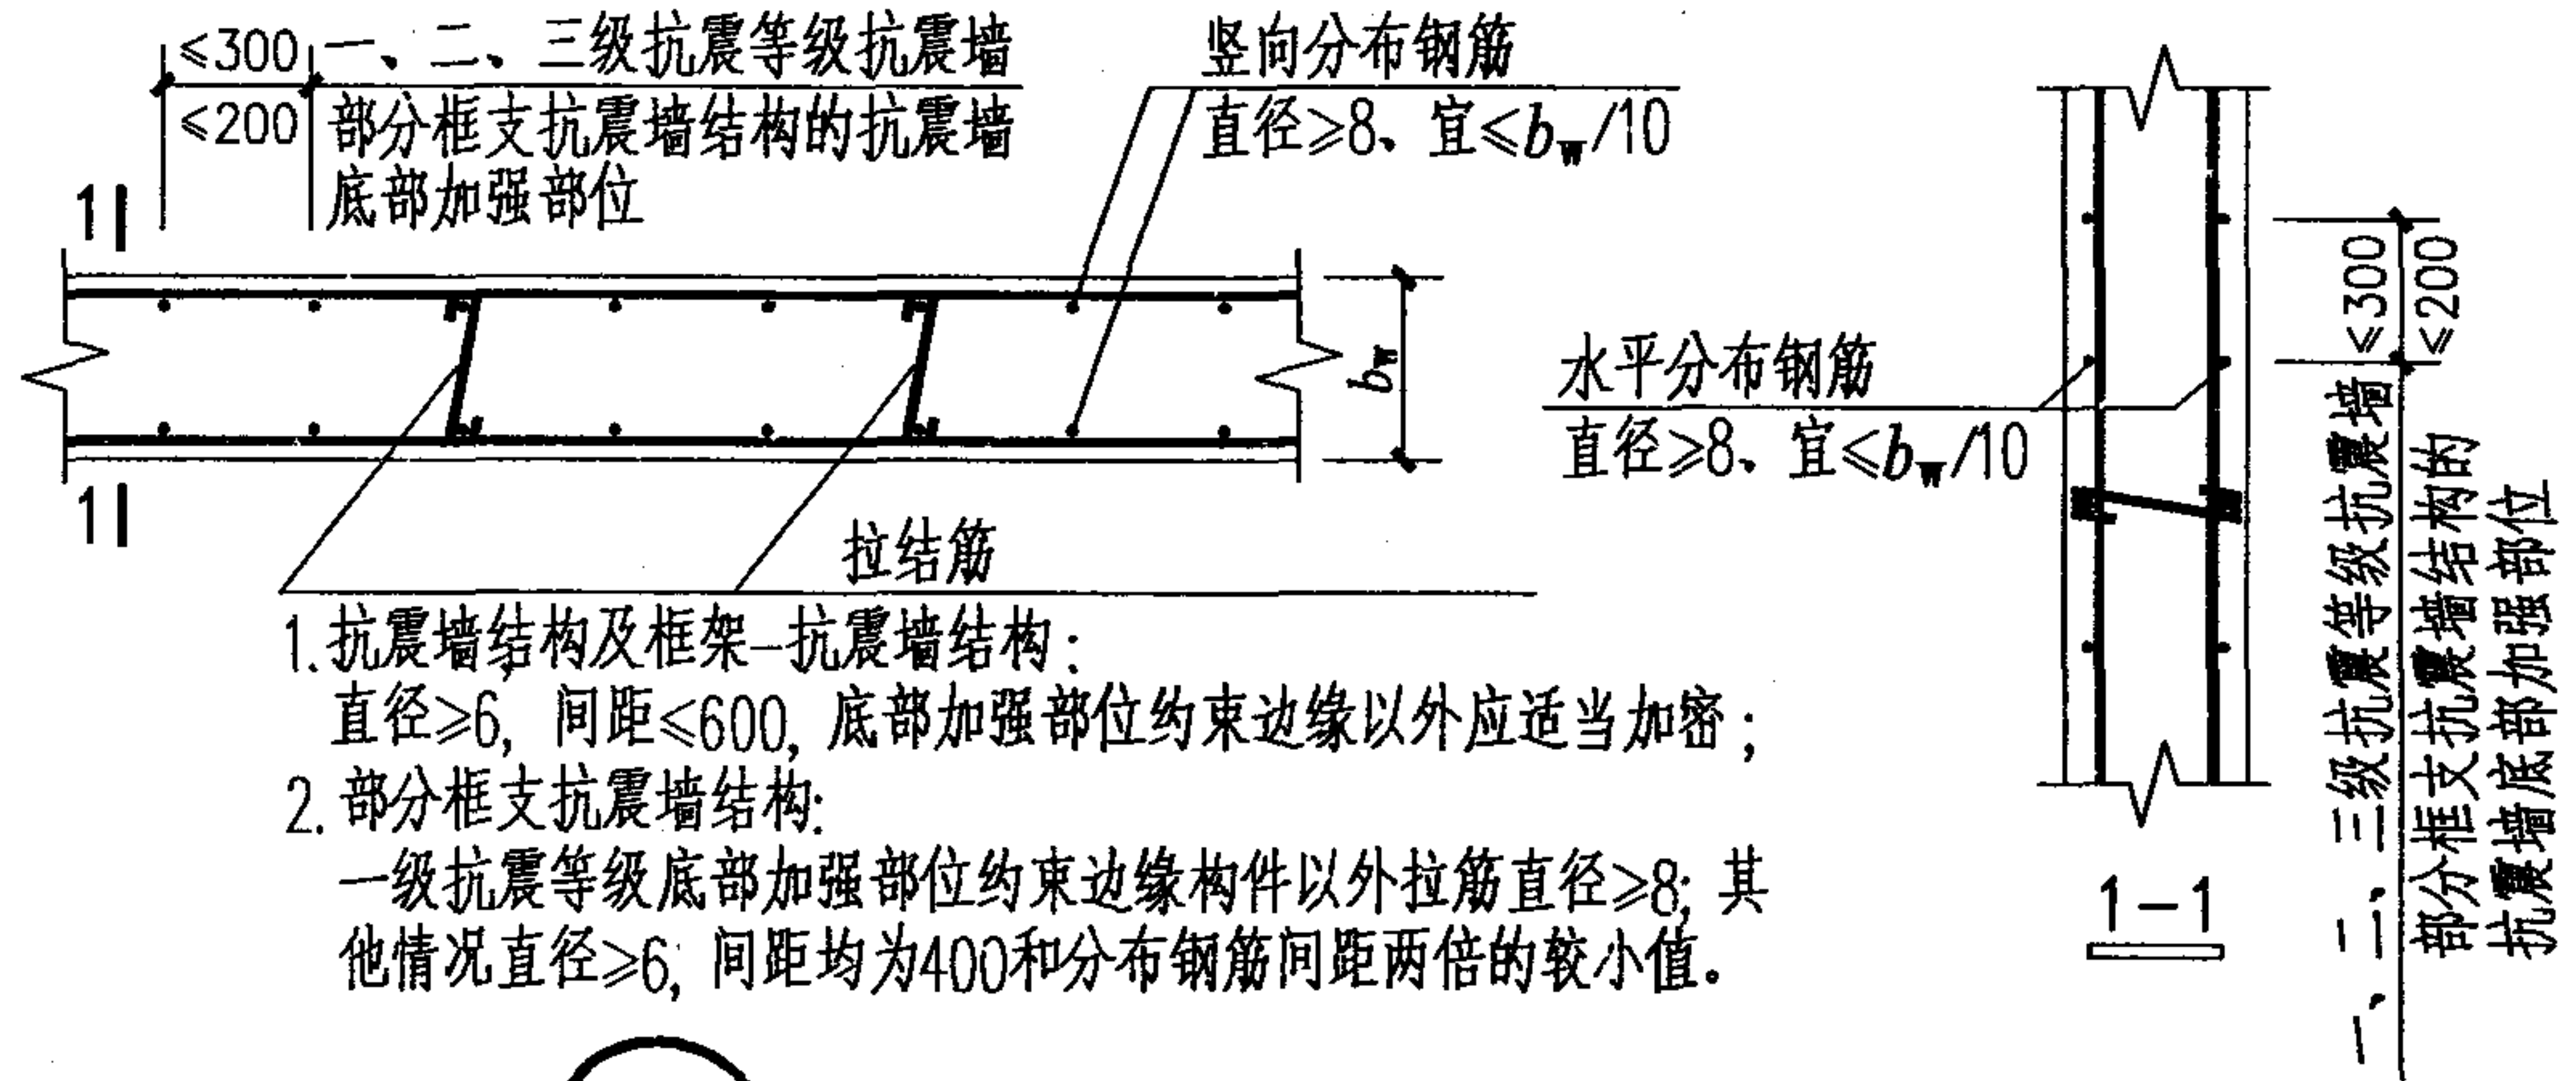 ≤300 一、二、三级抗震等级抗震墙
≤200 部分框支抗震墙结构的抗震墙
底部加强部位
竖向分布钢筋
直径≥8、宜≤bw/10
1
1
bw
拉结筋
1.抗震墙结构及框架-抗震墙结构:
直径≥6, 间距≤600, 底部加强部位约束边缘以外应适当加密;
2.部分框支抗震墙结构:
一级抗震等级底部加强部位约束边缘构件以外拉筋直径≥8; 其
他情况直径≥6; 间距均为400和分布钢筋间距两倍的较小值。
水平分布钢筋
直径≥8、宜≤bw/10
一、二、三级抗震等级抗震墙 ≤300
部分框支抗震墙结构的 ≤200
抗震墙底部加强部位
1-1